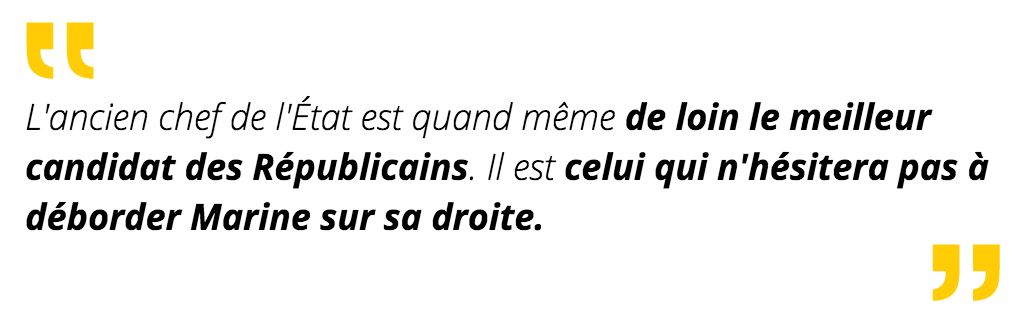 L'ancien chef de l'État est quand même de loin le meilleur
candidat des Républicains. Il est celui qui n'hésitera pas à
déborder Marine sur sa droite.